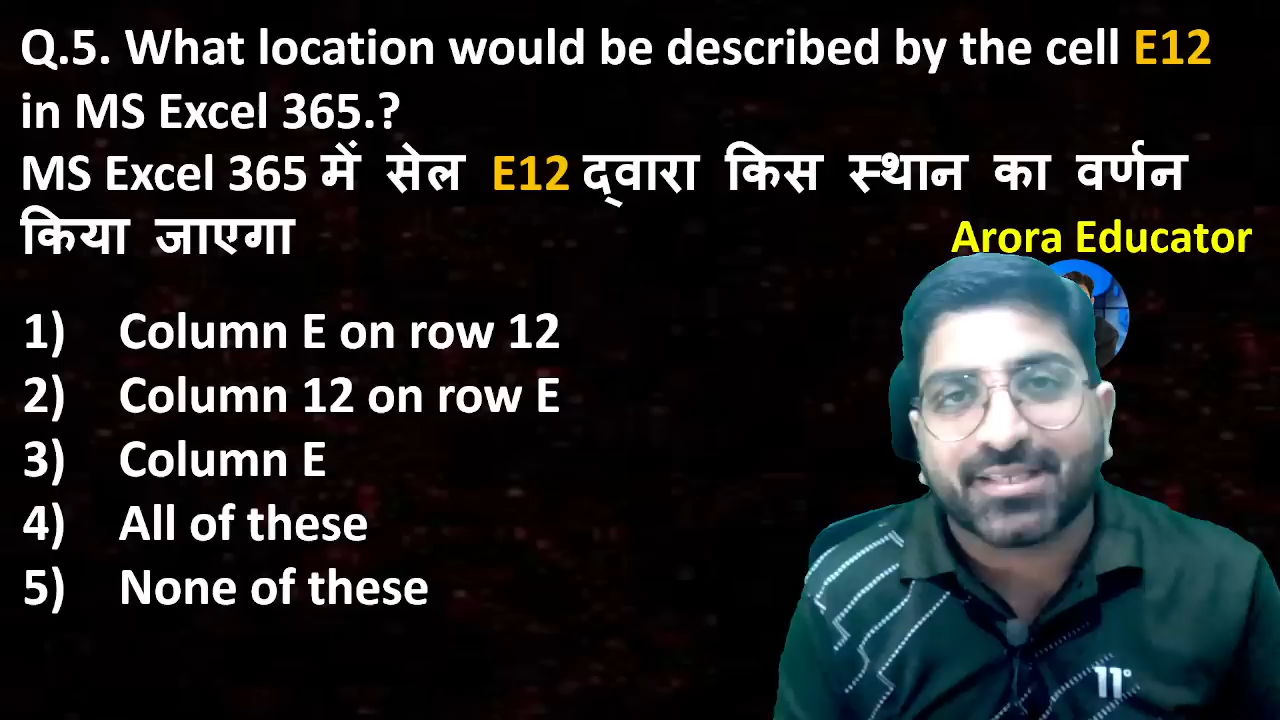 Q.5. What location would be described by the cell E12
in MS Excel 365.?
MS Excel 365 में सेल E12 द्वारा किस स्थान का वर्णन
किया जाएगा
Arora Educator
1) Column E on row 12
2) Column 12 on row E
3) Column E
4) All of these
5) None of these
11°